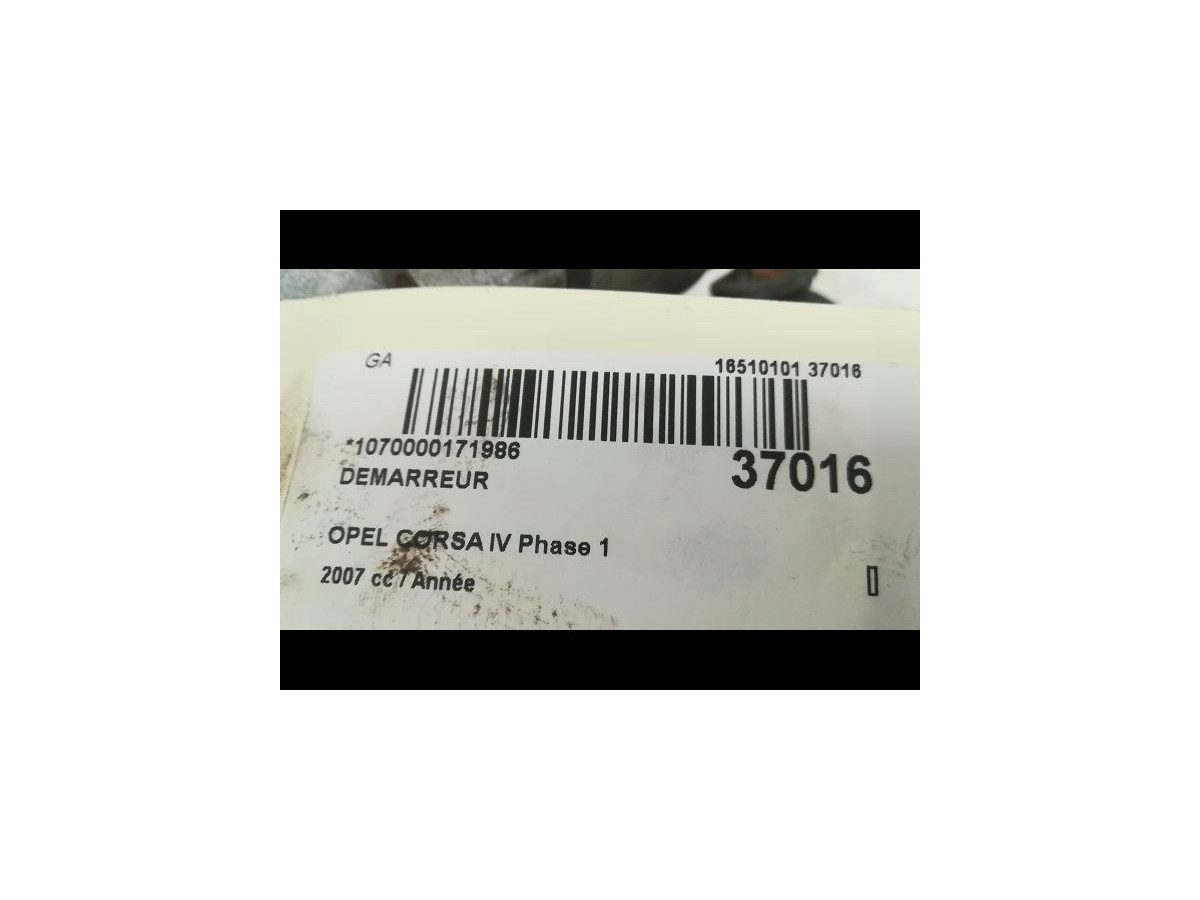 GA
16510101 37016
*1070000171986
37016
DEMARREUR
OPEL CORSA IV Phase 1
2007 cc / Année